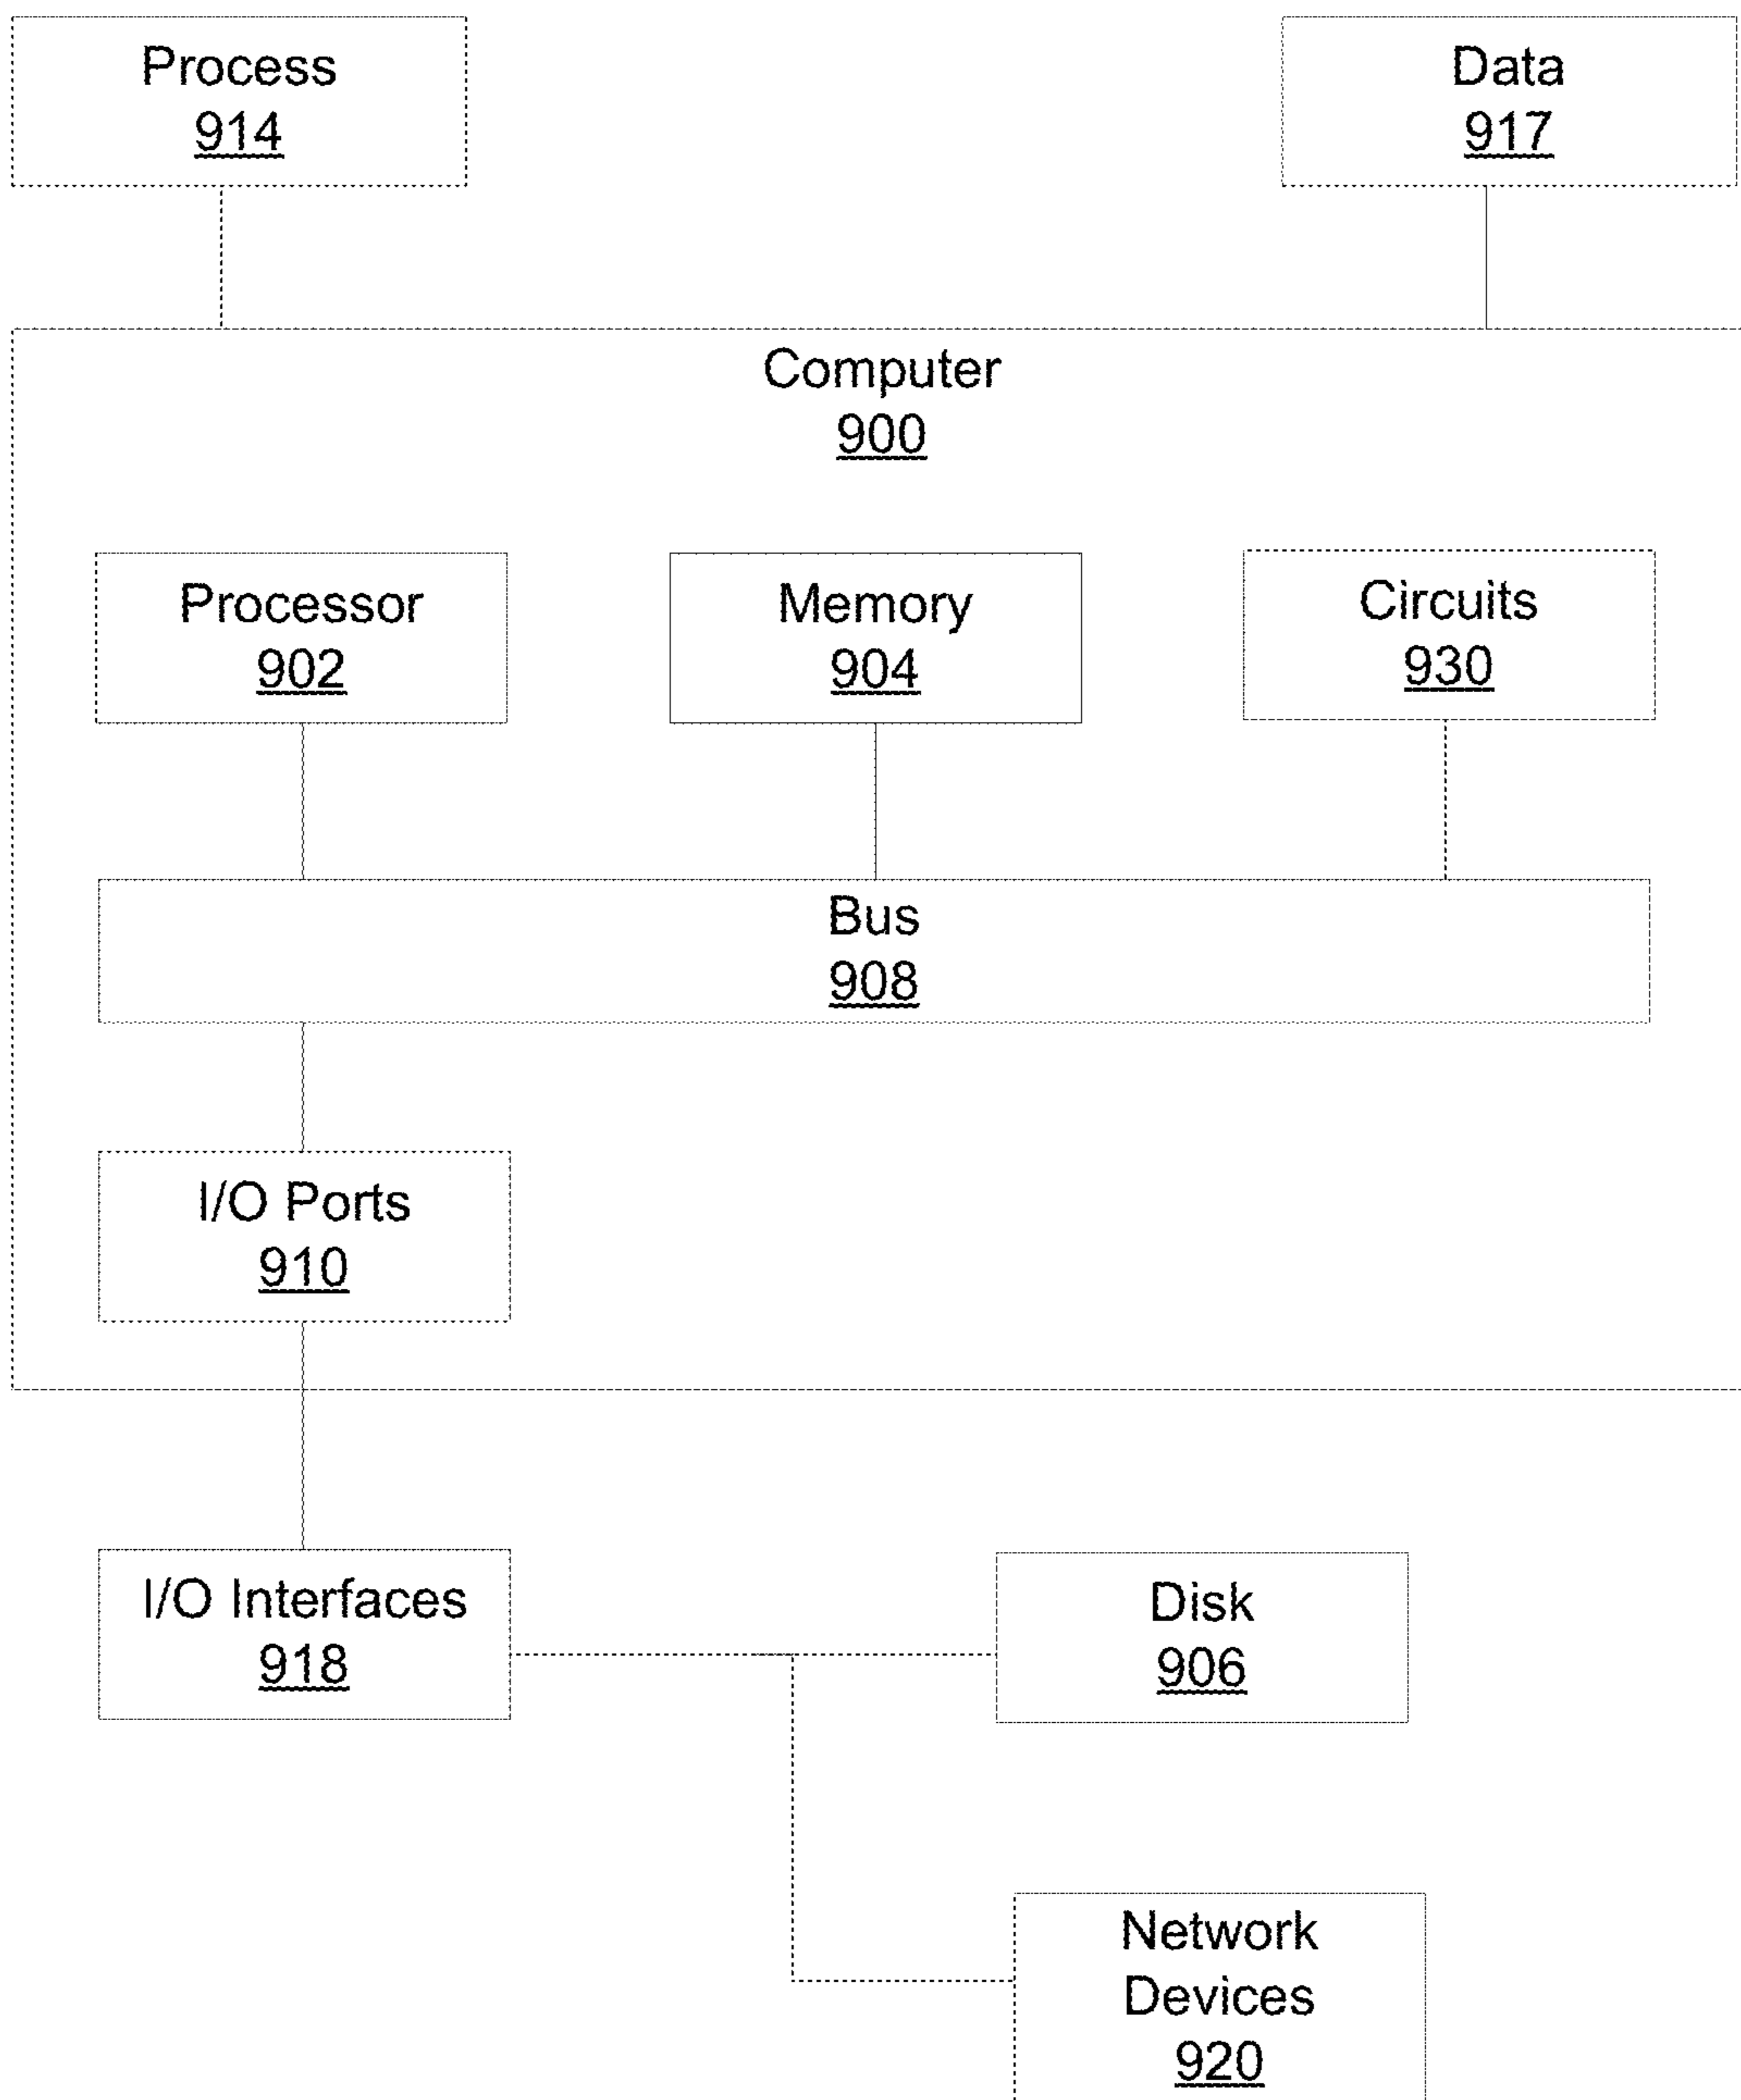 Process
914
Data
917
Computer
900
Processor
902
Memory
904
Circuits
930
Bus
908
I/O Ports
910
I/O Interfaces
918
Disk
906
Network
Devices
920